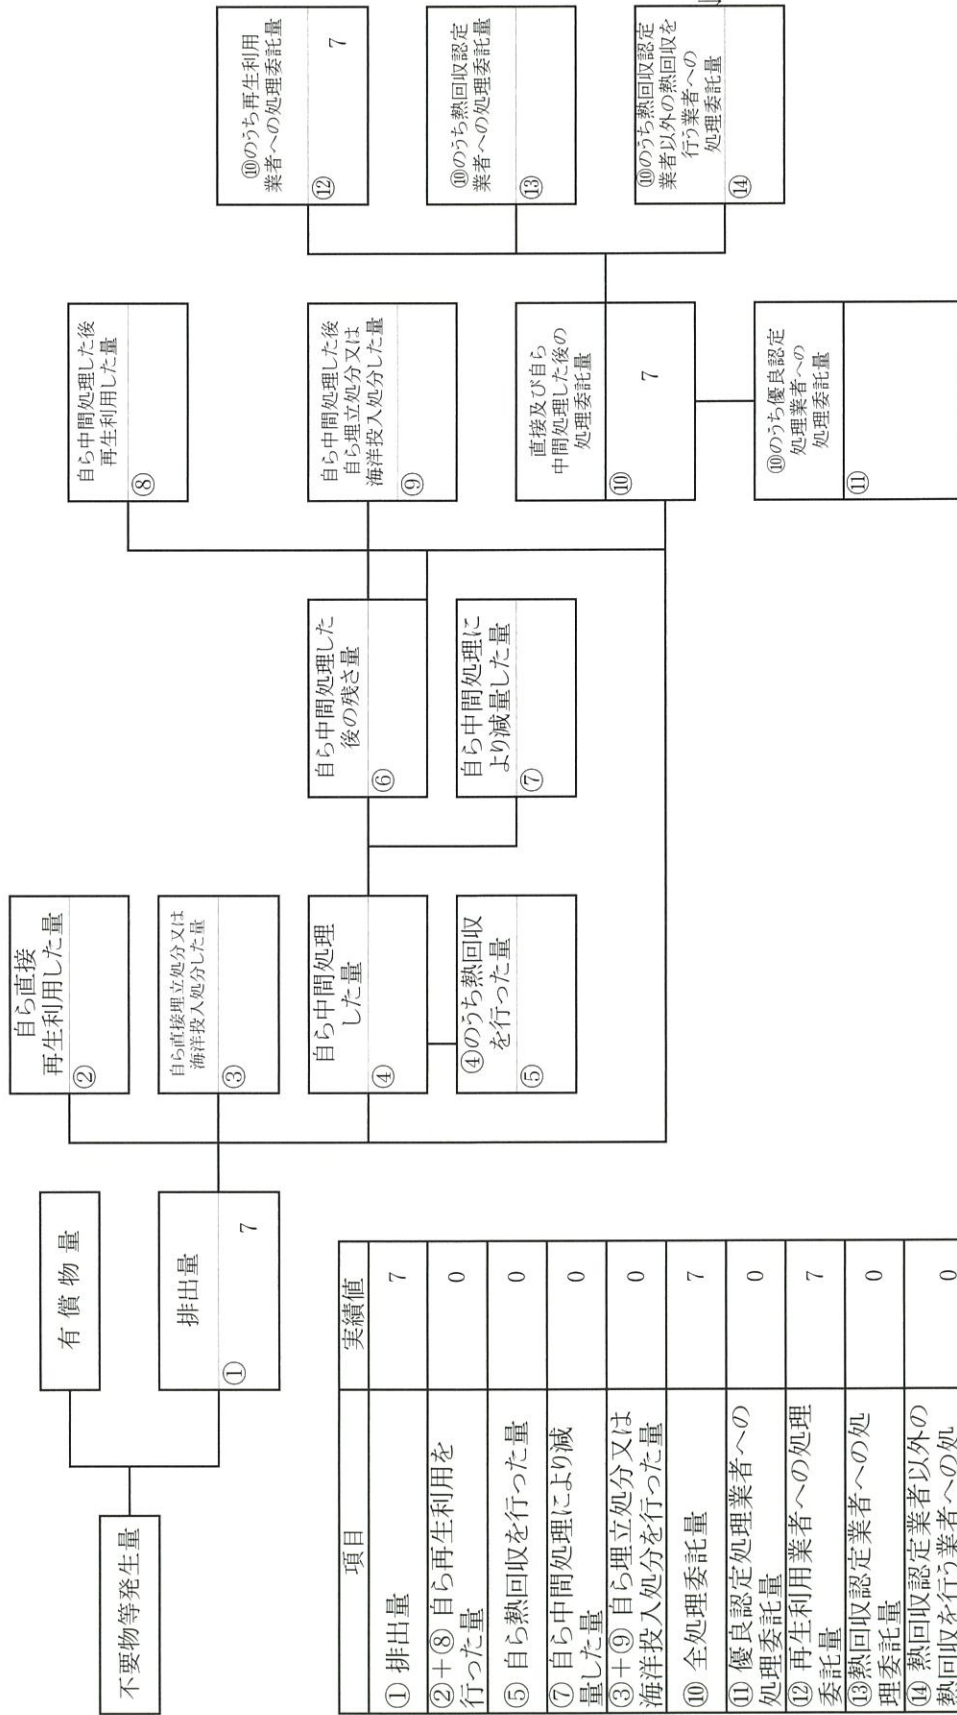 不要物等発生量
有償物量
排出量
①
7
自ら直接
再生利用した量
②
自ら直接埋立処分又は
海洋投入処分した量
③
自ら中間処理
した量
④
④のうち熱回収
を行った量
⑤
自ら中間処理した
後の残さ量
⑥
自ら中間処理に
より減量した量
⑦
自ら中間処理した後
再生利用した量
⑧
自ら中間処理した後
自ら埋立処分又は
海洋投入処分した量
⑨
直接及び自ら
中間処理した後の
処理委託量
⑩
7
⑩のうち優良認定
処理業者への
処理委託量
⑪
⑩のうち再生利用
業者への処理委託量
⑫
7
⑩のうち熱回収認定
業者への処理委託量
⑬
⑩のうち熱回収認定
業者以外の熱回収を
行う業者への
処理委託量
⑭
項目 実績値
① 排出量 7
②+⑧ 自ら再生利用を
行った量 0
⑤ 自ら熱回収を行った量 0
⑦ 自ら中間処理により減
量した量 0
③+⑨ 自ら埋立処分又は
海洋投入処分を行った量 0
⑩ 全処理委託量 7
⑪ 優良認定処理業者への
処理委託量 0
⑫ 再生利用業者への処理
委託量 7
⑬熱回収認定業者への処
理委託量 0
⑭ 熱回収認定業者以外の
熱回収を行う業者への処 0